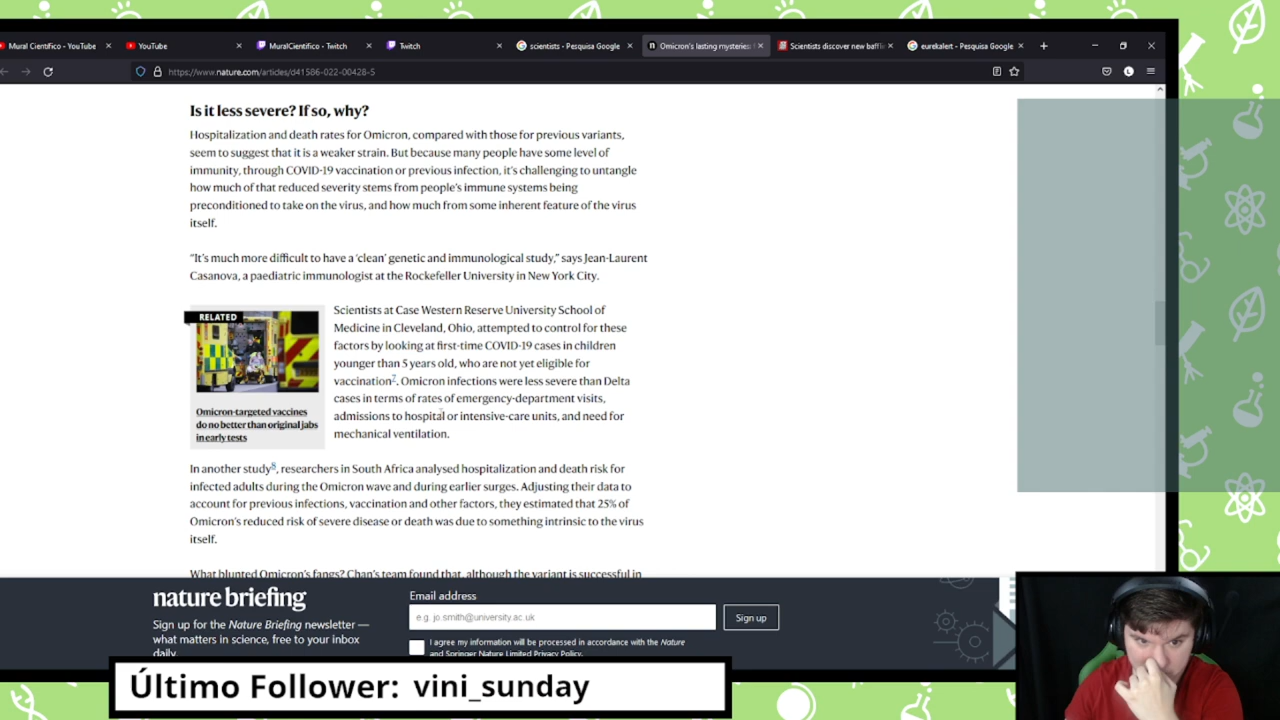 Mural Científico - YouTube
YouTube
MuralCientifico - Twitch
Twitch
scientists - Pesquisa Google
Omicron's lasting mysteries:
Scientists discover new baffl
eurekalert - Pesquisa Google
https://www.nature.com/articles/d41586-022-00428-5
Is it less severe? If so, why?
Hospitalization and death rates for Omicron, compared with those for previous variants,
seem to suggest that it is a weaker strain. But because many people have some level of
immunity, through COVID-19 vaccination or previous infection, it's challenging to untangle
how much of that reduced severity stems from people's immune systems being
preconditioned to take on the virus, and how much from some inherent feature of the virus
itself.
"It's much more difficult to have a 'clean' genetic and immunological study," says Jean-Laurent
Casanova, a paediatric immunologist at the Rockefeller University in New York City.
RELATED
Omicron-targeted vaccines
do no better than original jabs
in early tests
Scientists at Case Western Reserve University School of
Medicine in Cleveland, Ohio, attempted to control for these
factors by looking at first-time COVID-19 cases in children
younger than 5 years old, who are not yet eligible for
vaccination7. Omicron infections were less severe than Delta
cases in terms of rates of emergency-department visits,
admissions to hospital or intensive-care units, and need for
mechanical ventilation.
In another study8, researchers in South Africa analysed hospitalization and death risk for
infected adults during the Omicron wave and during earlier surges. Adjusting their data to
account for previous infections, vaccination and other factors, they estimated that 25% of
Omicron's reduced risk of severe disease or death was due to something intrinsic to the virus
itself.
What blunted Omicron's fangs? Chan's team found that, although the variant is successful in
nature briefing
Sign up for the Nature Briefing newsletter —
what matters in science, free to your inbox
daily.
Email address
e.g. jo.smith@university.ac.uk
Sign up
I agree my information will be processed in accordance with the Nature
and Springer Nature Limited Privacy Policy.
Último Follower: vini_sunday